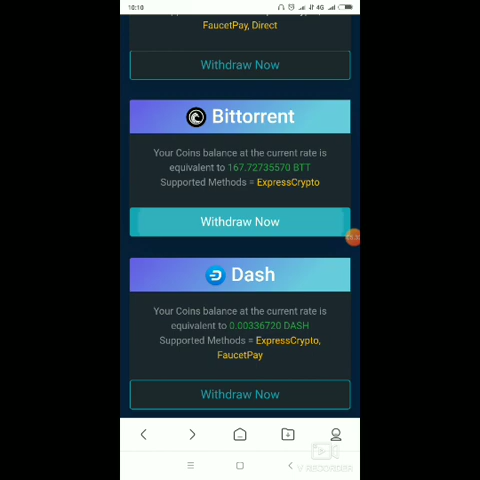 10:10
4G
FaucetPay, Direct
Withdraw Now
Bittorrent
Your Coins balance at the current rate is
equivalent to 167.72735570 BTT
Supported Methods = ExpressCrypto
Withdraw Now
Dash
Your Coins balance at the current rate is
equivalent to 0.00336720 DASH
Supported Methods = ExpressCrypto,
FaucetPay
Withdraw Now
V RECORDER